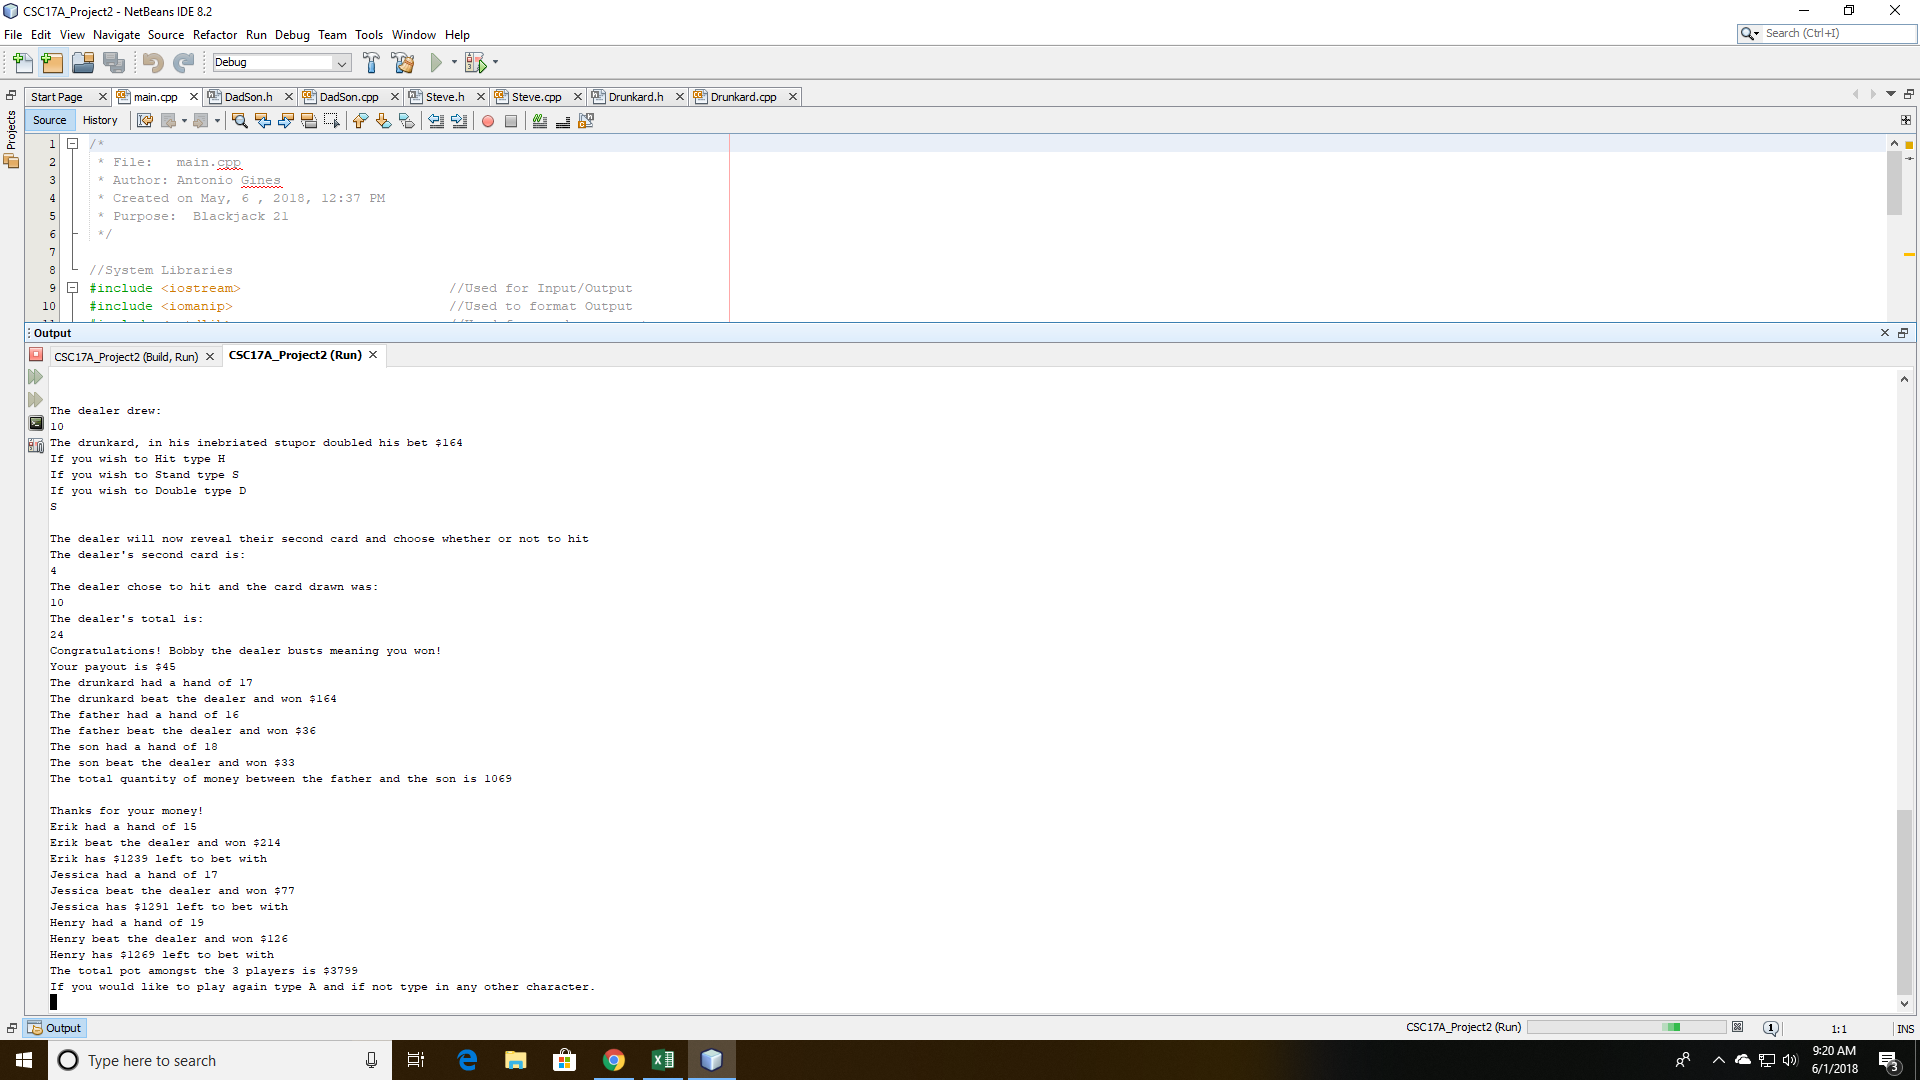 CSC17A_Project2 - NetBeans IDE 8.2
File Edit View Navigate Source Refactor Run Debug Team Tools Window Help
Search (Ctrl+I)
Debug
Start Page main.cpp DadSon.h DadSon.cpp Steve.h Steve.cpp Drunkard.h Drunkard.cpp
Projects
Source History
1 /*
2 * File: main.cpp
3 * Author: Antonio Gines
4 * Created on May, 6 , 2018, 12:37 PM
5 * Purpose: Blackjack 21
6 */
7
8 //System Libraries
9 #include <iostream> //Used for Input/Output
10 #include <iomanip> //Used to format Output
Output
CSC17A_Project2 (Build, Run) CSC17A_Project2 (Run)
The dealer drew:
10
The drunkard, in his inebriated stupor doubled his bet $164
If you wish to Hit type H
If you wish to Stand type S
If you wish to Double type D
S
The dealer will now reveal their second card and choose whether or not to hit
The dealer's second card is:
4
The dealer chose to hit and the card drawn was:
10
The dealer's total is:
24
Congratulations! Bobby the dealer busts meaning you won!
Your payout is $45
The drunkard had a hand of 17
The drunkard beat the dealer and won $164
The father had a hand of 16
The father beat the dealer and won $36
The son had a hand of 18
The son beat the dealer and won $33
The total quantity of money between the father and the son is 1069
Thanks for your money!
Erik had a hand of 15
Erik beat the dealer and won $214
Erik has $1239 left to bet with
Jessica had a hand of 17
Jessica beat the dealer and won $77
Jessica has $1291 left to bet with
Henry had a hand of 19
Henry beat the dealer and won $126
Henry has $1269 left to bet with
The total pot amongst the 3 players is $3799
If you would like to play again type A and if not type in any other character.
Output
CSC17A_Project2 (Run)
1
1:1
INS
Type here to search
9:20 AM
6/1/2018
3